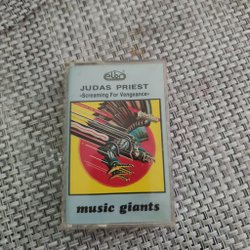 JUDAS PRIEST
»Screaming For Vengeance«
music giants